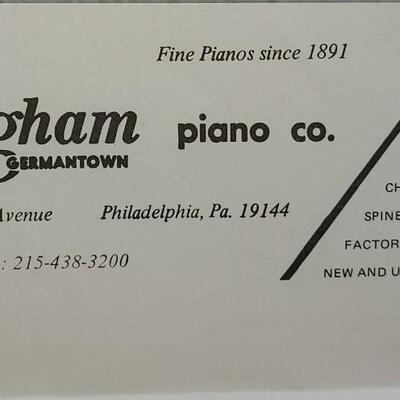 Fine Pianos since 1891
gham piano co.
GERMANTOWN
Avenue Philadelphia, Pa. 19144
: 215-438-3200
CH
SPINE
FACTOR
NEW AND U